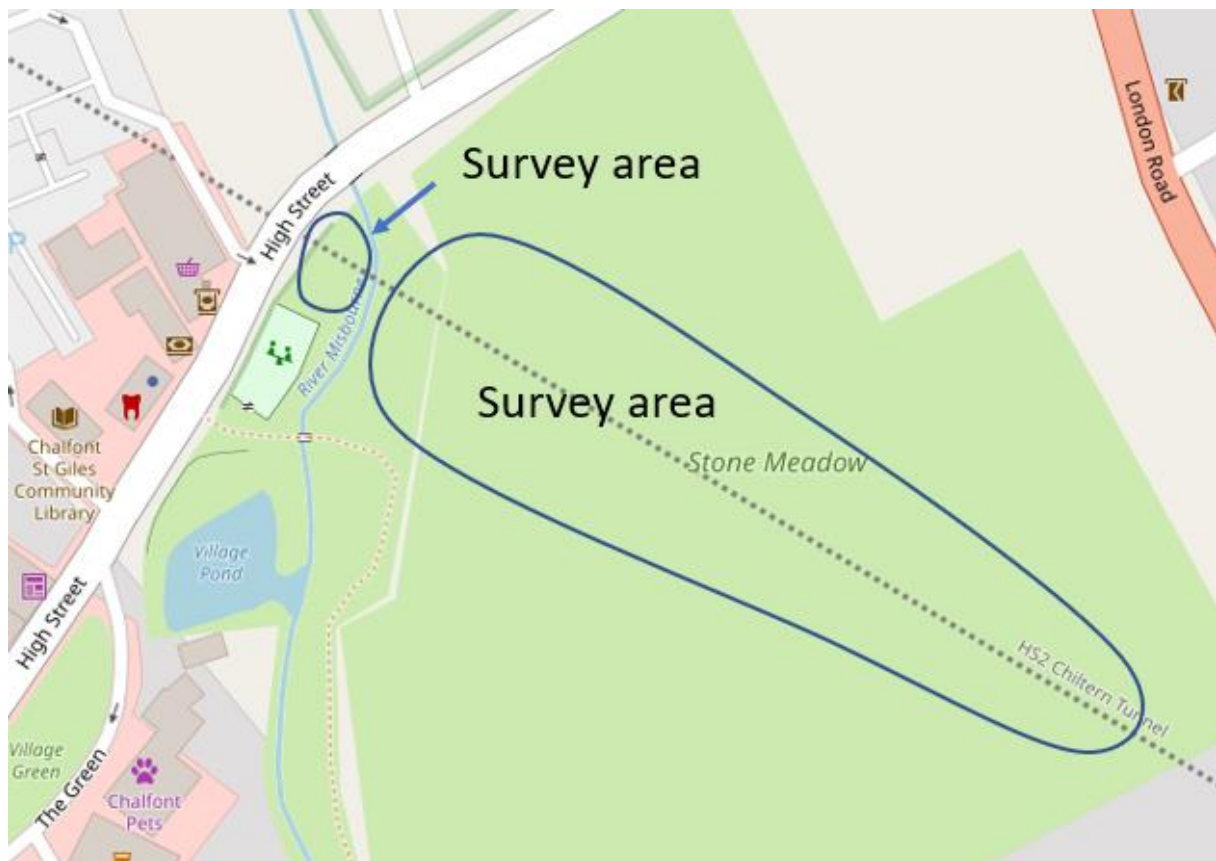 London Road
Survey area
High Street
River Misbourne
Survey area
Stone Meadow
Chalfont
St Giles
Community
Library
Village
Pond
HS2 Chiltern Tunnel
High Street
Village
Green
The Green
Chalfont
Pets